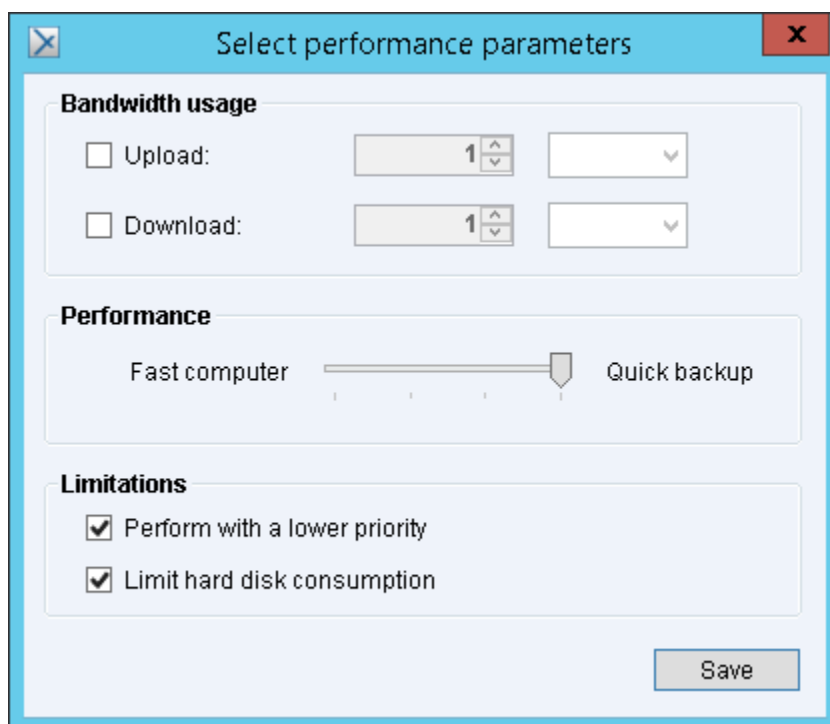 Select performance parameters
x
Bandwidth usage
Upload: 1
Download: 1
Performance
Fast computer Quick backup
Limitations
Perform with a lower priority
Limit hard disk consumption
Save